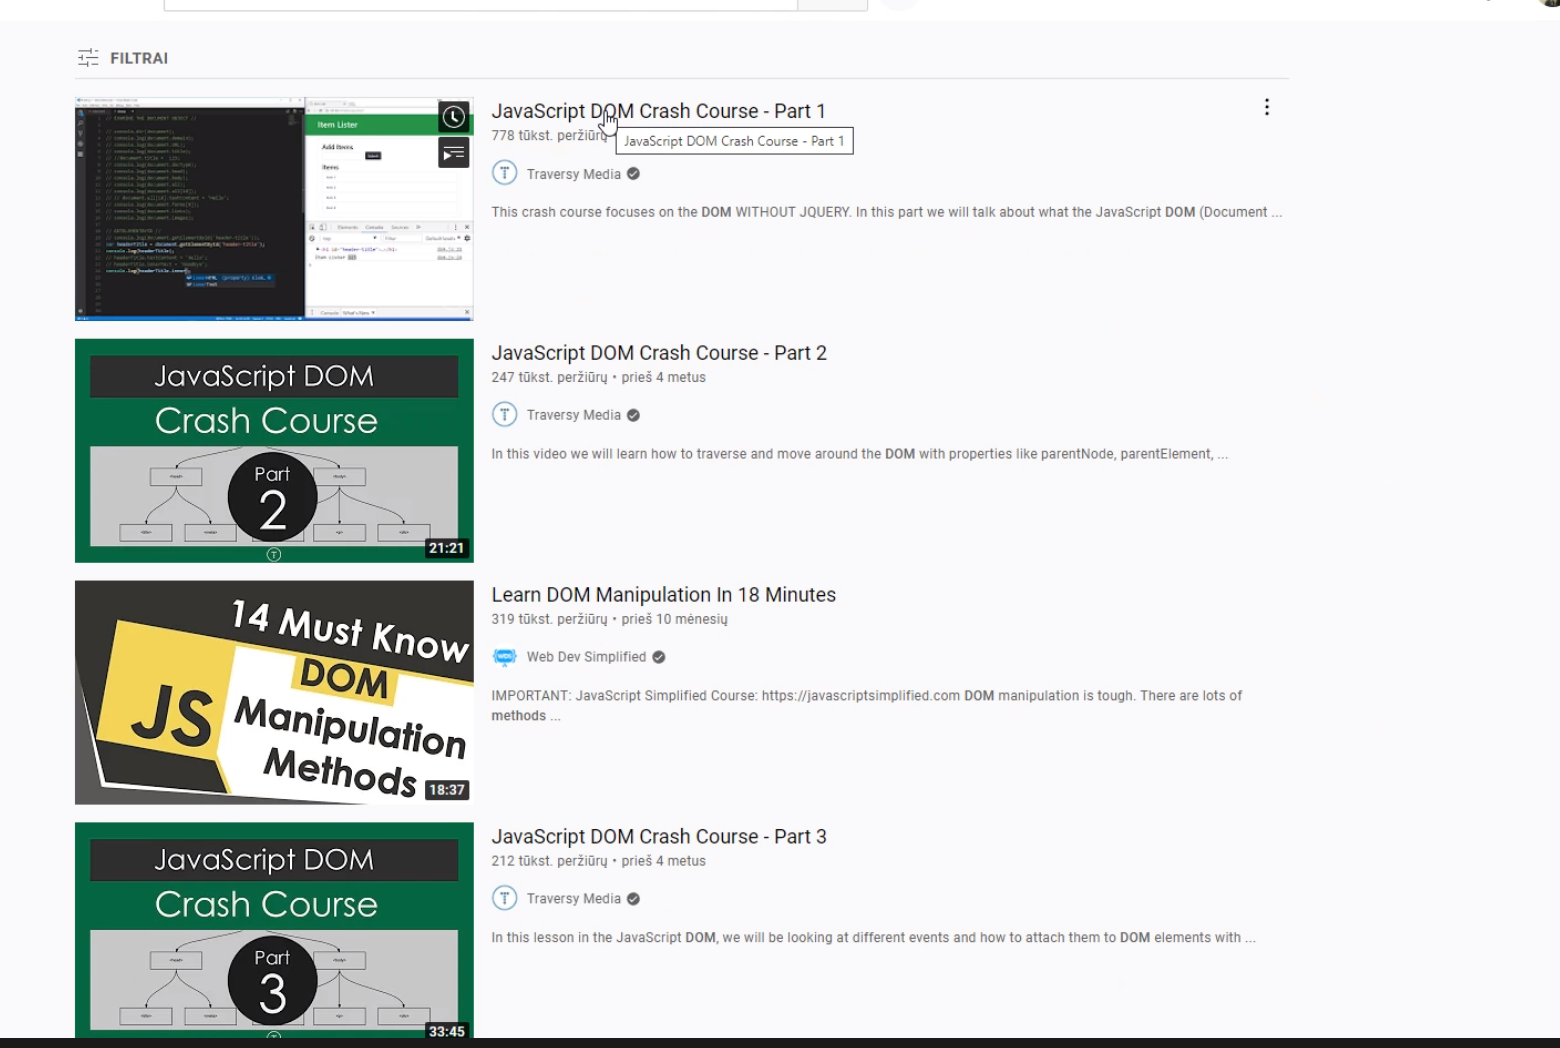 FILTRAI
Item Lister
Add Items
Items
JavaScript DOM Crash Course - Part 1
778 tūkst. peržiūrų
JavaScript DOM Crash Course - Part 1
Traversy Media
This crash course focuses on the DOM WITHOUT JQUERY. In this part we will talk about what the JavaScript DOM (Document ...
JavaScript DOM
Crash Course
Part
2
21:21
JavaScript DOM Crash Course - Part 2
247 tūkst. peržiūrų • prieš 4 metus
Traversy Media
In this video we will learn how to traverse and move around the DOM with properties like parentNode, parentElement, ...
14 Must Know
DOM
JS
Manipulation
Methods
18:37
Learn DOM Manipulation In 18 Minutes
319 tūkst. peržiūrų • prieš 10 mėnesių
Web Dev Simplified
IMPORTANT: JavaScript Simplified Course: https://javascriptsimplified.com DOM manipulation is tough. There are lots of
methods ...
JavaScript DOM
Crash Course
Part
3
33:45
JavaScript DOM Crash Course - Part 3
212 tūkst. peržiūrų • prieš 4 metus
Traversy Media
In this lesson in the JavaScript DOM, we will be looking at different events and how to attach them to DOM elements with ...